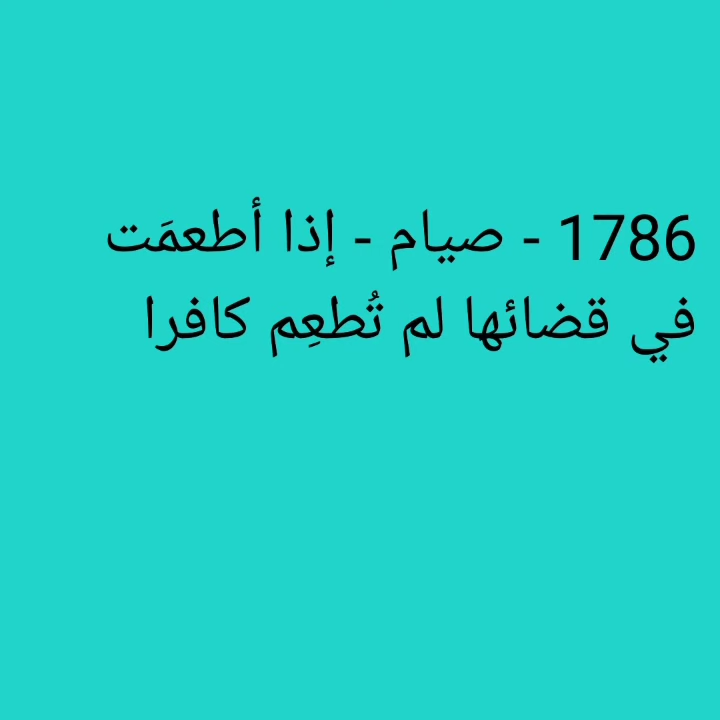 1786 - صيام - إذا أطعمَت
في قضائها لم تُطعِم كافرا